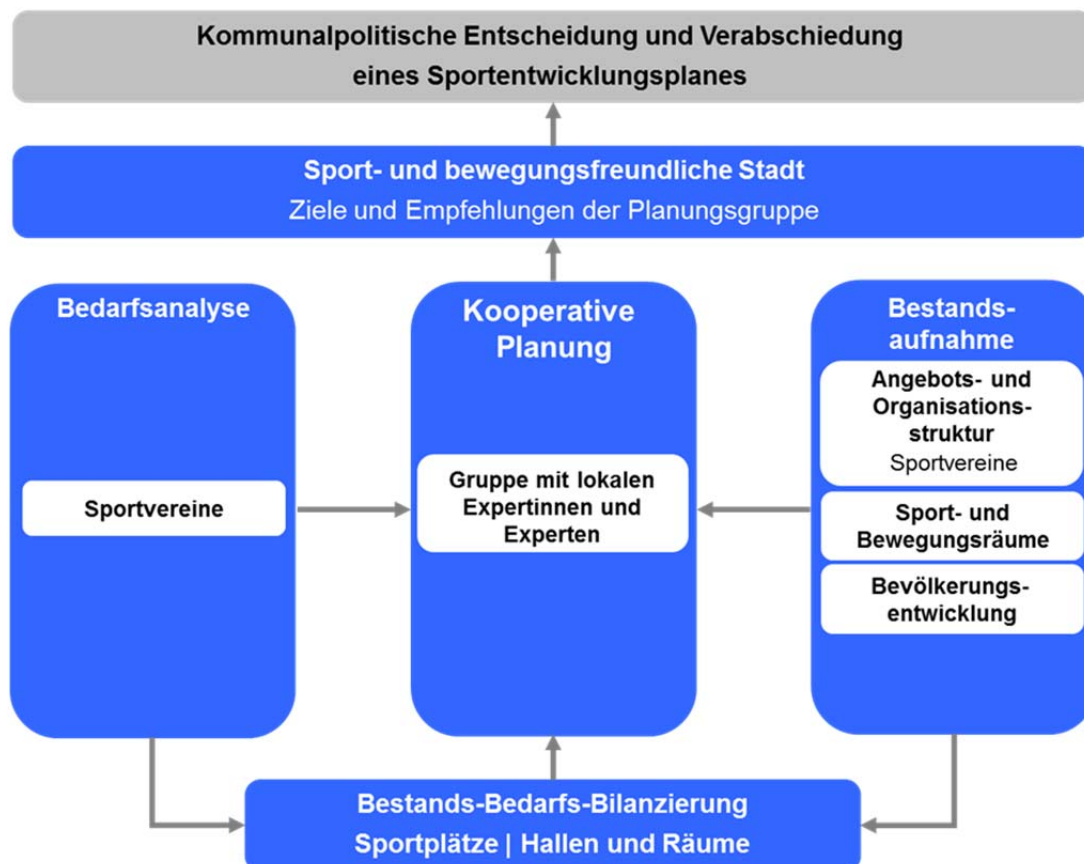 Kommunalpolitische Entscheidung und Verabschiedung
eines Sportentwicklungsplanes
Sport- und bewegungsfreundliche Stadt
Ziele und Empfehlungen der Planungsgruppe
Bedarfsanalyse
Sportvereine
Kooperative
Planung
Gruppe mit lokalen
Expertinnen und
Experten
Bestands-
aufnahme
Angebots- und
Organisations-
struktur
Sportvereine
Sport- und
Bewegungsräume
Bevölkerungs-
entwicklung
Bestands-Bedarfs-Bilanzierung
Sportplätze | Hallen und Räume